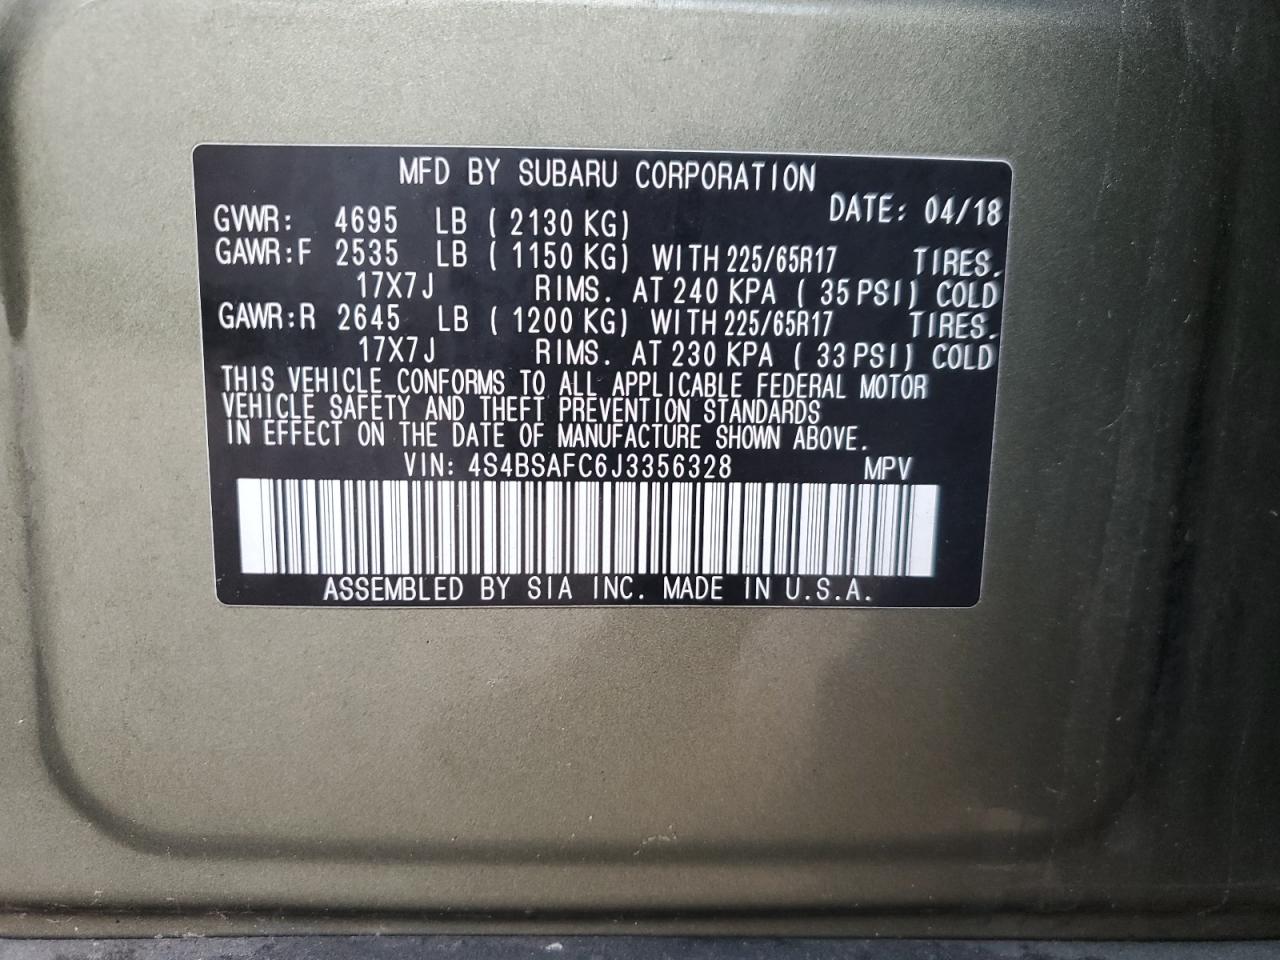 MFD BY SUBARU CORPORATION
DATE: 04/18
GVWR: 4695 LB ( 2130 KG)
GAWR:F 2535 LB ( 1150 KG) WITH 225/65R17 TIRES.
17X7J RIMS. AT 240 KPA ( 35 PSI) COLD
GAWR:R 2645 LB ( 1200 KG) WITH 225/65R17 TIRES.
17X7J RIMS. AT 230 KPA ( 33 PSI) COLD
THIS VEHICLE CONFORMS TO ALL APPLICABLE FEDERAL MOTOR
VEHICLE SAFETY AND THEFT PREVENTION STANDARDS
IN EFFECT ON THE DATE OF MANUFACTURE SHOWN ABOVE.
VIN: 4S4BSAFC6J3356328 MPV
ASSEMBLED BY SIA INC. MADE IN U.S.A.